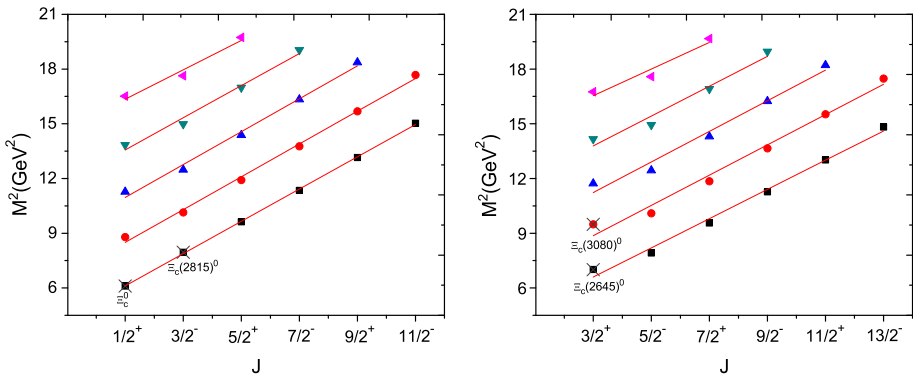 21
18
15
12
9
6
M²(GeV²)
Ξc⁰
Ξc(2815)⁰
1/2⁺ 3/2⁻ 5/2⁺ 7/2⁻ 9/2⁺ 11/2⁻
J
21
18
15
12
9
6
M²(GeV²)
Ξc(3080)⁰
Ξc(2645)⁰
3/2⁺ 5/2⁻ 7/2⁺ 9/2⁻ 11/2⁺ 13/2⁻
J